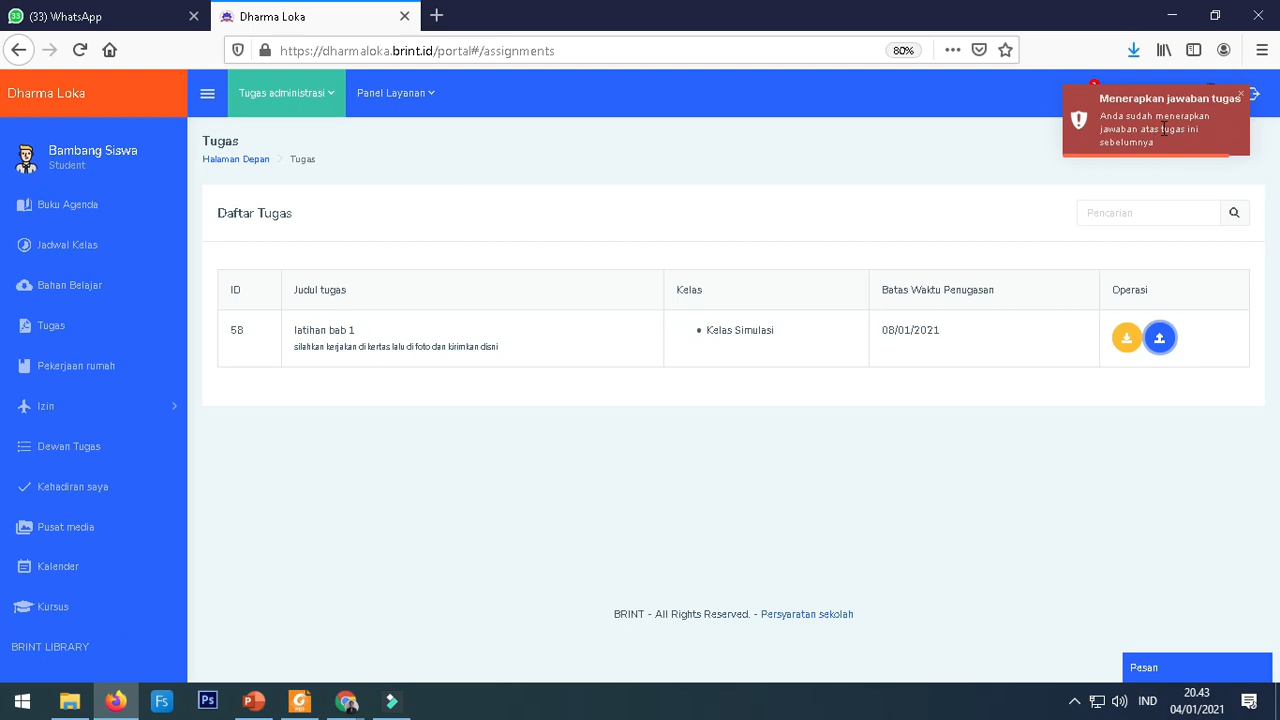 (33) WhatsApp
Dharma Loka
https://dharmaloka.brint.id/portal#/assignments
80%
Dharma Loka
Tugas administrasi
Panel Layanan
Menerapkan jawaban tugas
Anda sudah menerapkan
jawaban atas tugas ini
sebelumnya
Bambang Siswa
Student
Buku Agenda
Jadwal Kelas
Bahan Belajar
Tugas
Pekerjaan rumah
Izin
Dewan Tugas
Kehadiran saya
Pusat media
Kalender
Kursus
BRINT LIBRARY
Tugas
Halaman Depan > Tugas
Daftar Tugas
Pencarian
ID Judul tugas Kelas Batas Waktu Penugasan Operasi
58 latihan bab 1 • Kelas Simulasi 08/01/2021
silahkan kerjakan di kertas lalu di foto dan kirimkan disni
BRINT - All Rights Reserved. - Persyaratan sekolah
Pesan
Fs
Ps
PDF
IND
20.43
04/01/2021